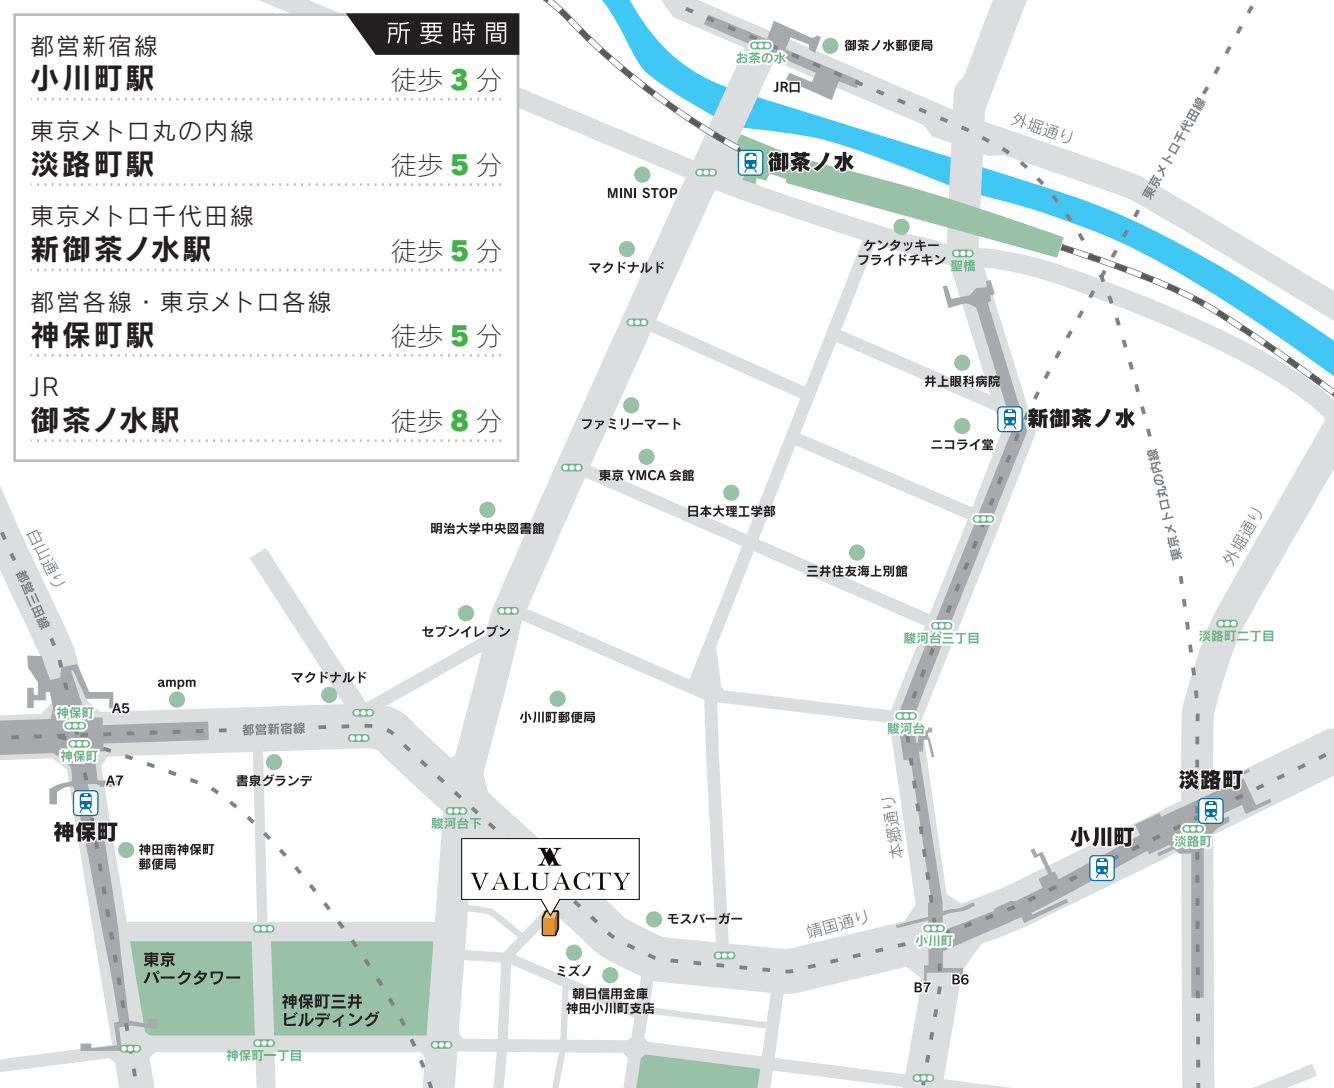 所要時間
都営新宿線
小川町駅 徒歩 3 分
東京メトロ丸の内線
淡路町駅 徒歩 5 分
東京メトロ千代田線
新御茶ノ水駅 徒歩 5 分
都営各線・東京メトロ各線
神保町駅 徒歩 5 分
JR
御茶ノ水駅 徒歩 8 分
御茶ノ水郵便局
お茶の水
JR口
外堀通り
東京メトロ千代田線
御茶ノ水
MINI STOP
ケンタッキー
フライドチキン
聖橋
マクドナルド
井上眼科病院
新御茶ノ水
ファミリーマート
ニコライ堂
東京 YMCA 会館
日本大理工学部
東京メトロ丸の内線
明治大学中央図書館
外堀通り
白山通り
都営三田線
三井住友海上別館
セブンイレブン
駿河台三丁目
淡路町二丁目
マクドナルド
ampm
A5
神保町
都営新宿線
小川町郵便局
駿河台
神保町
書泉グランデ
A7
淡路町
神保町
駿河台下
本郷通り
小川町
淡路町
神田南神保町
郵便局
VALUACTY
モスバーガー
靖国通り
小川町
東京
パークタワー
ミズノ
B7
B6
神保町三井
ビルディング
朝日信用金庫
神田小川町支店
神保町一丁目